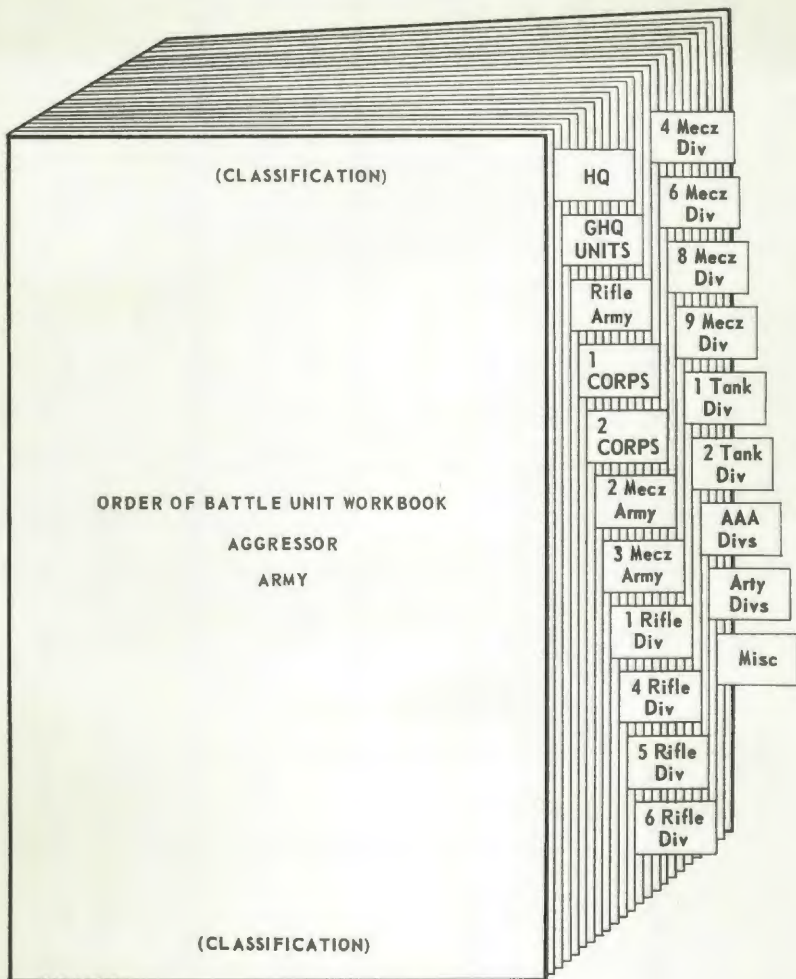 (CLASSIFICATION)
ORDER OF BATTLE UNIT WORKBOOK
AGGRESSOR
ARMY
(CLASSIFICATION)
HQ
GHQ
UNITS
Rifle
Army
1
CORPS
2
CORPS
2 Mecz
Army
3 Mecz
Army
1 Rifle
Div
4 Rifle
Div
5 Rifle
Div
6 Rifle
Div
4 Mecz
Div
6 Mecz
Div
8 Mecz
Div
9 Mecz
Div
1 Tank
Div
2 Tank
Div
AAA
Divs
Arty
Divs
Misc